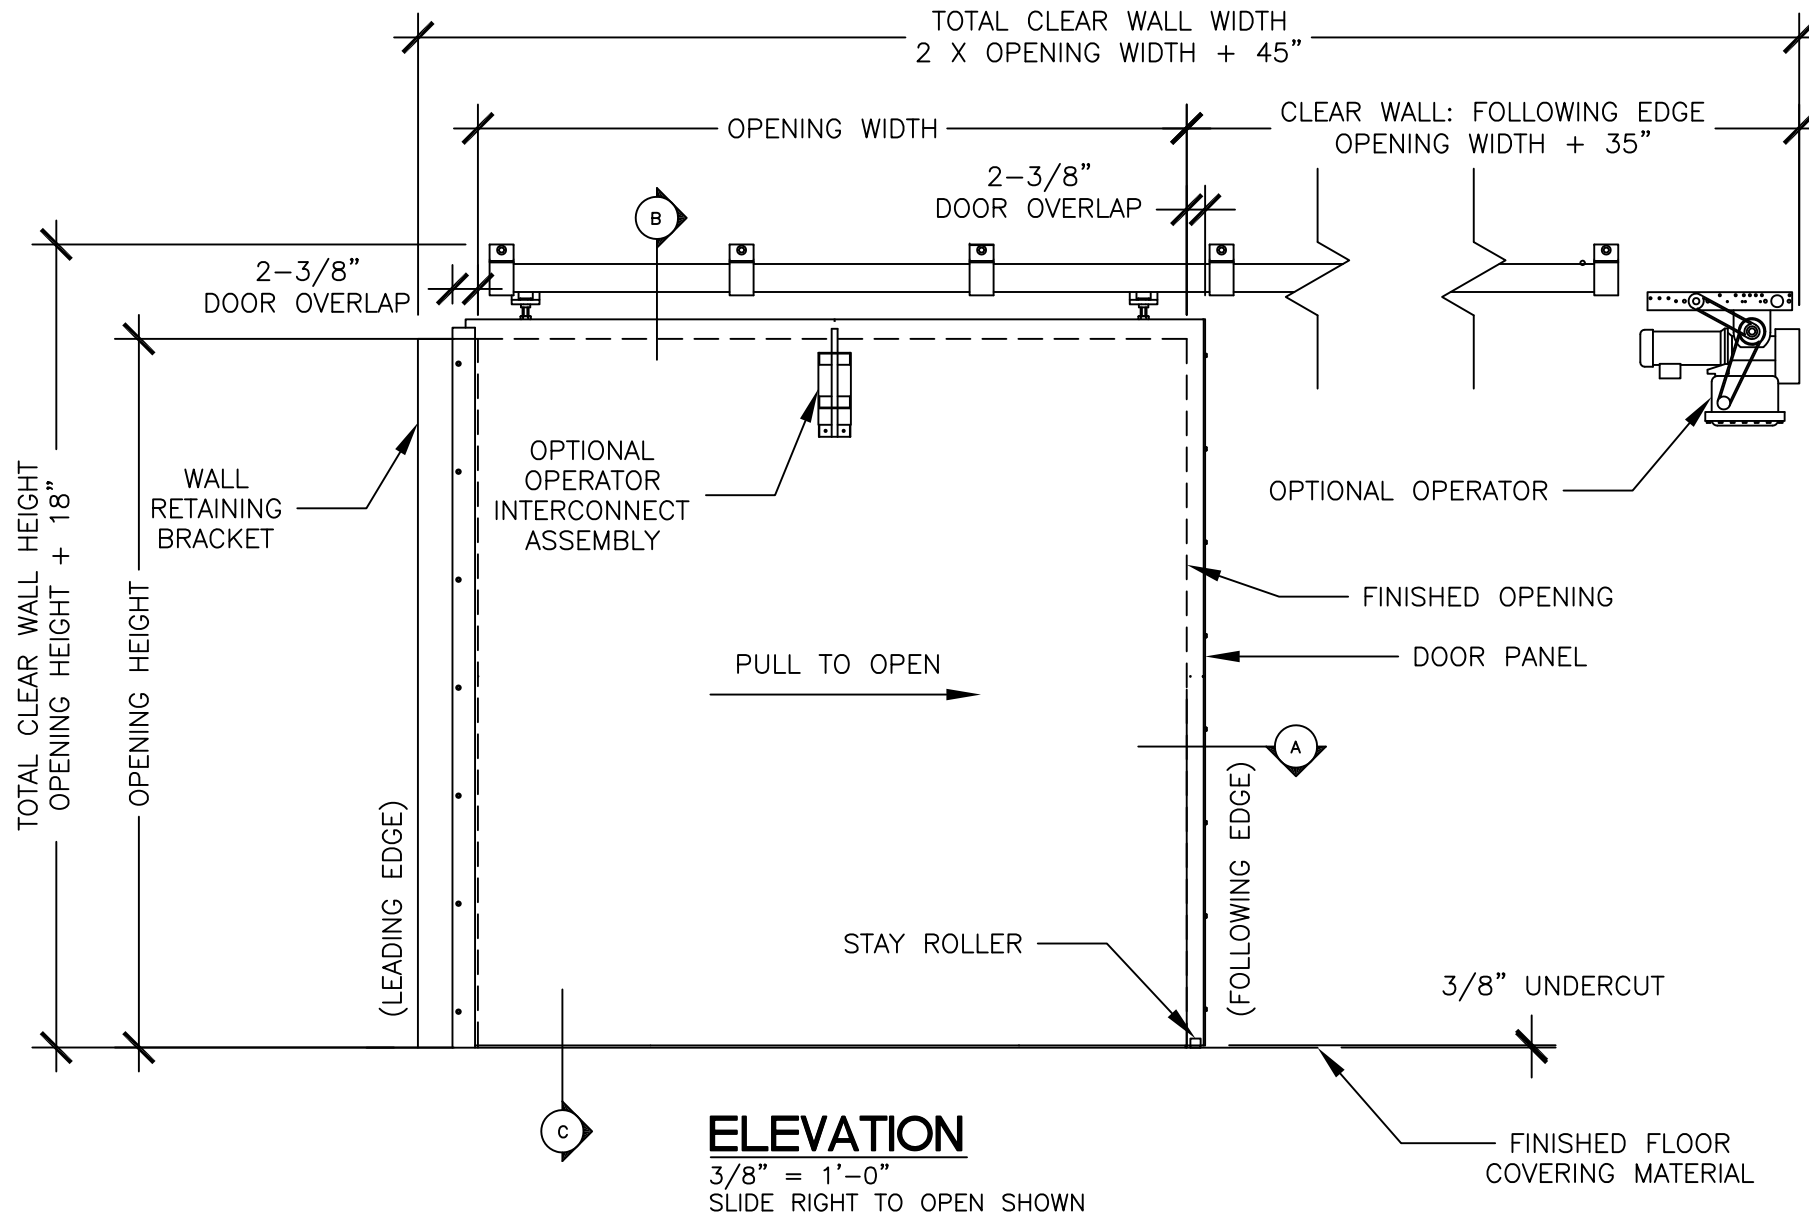 TOTAL CLEAR WALL WIDTH
2 X OPENING WIDTH + 45”
OPENING WIDTH
CLEAR WALL: FOLLOWING EDGE
OPENING WIDTH + 35”
2-3/8”
DOOR OVERLAP
B
2-3/8”
DOOR OVERLAP
TOTAL CLEAR WALL HEIGHT
OPENING HEIGHT + 18”
OPENING HEIGHT
WALL
RETAINING
BRACKET
OPTIONAL
OPERATOR
INTERCONNECT
ASSEMBLY
OPTIONAL OPERATOR
FINISHED OPENING
DOOR PANEL
PULL TO OPEN
A
(LEADING EDGE)
(FOLLOWING EDGE)
STAY ROLLER
3/8” UNDERCUT
C
ELEVATION
3/8” = 1’-0”
SLIDE RIGHT TO OPEN SHOWN
FINISHED FLOOR
COVERING MATERIAL